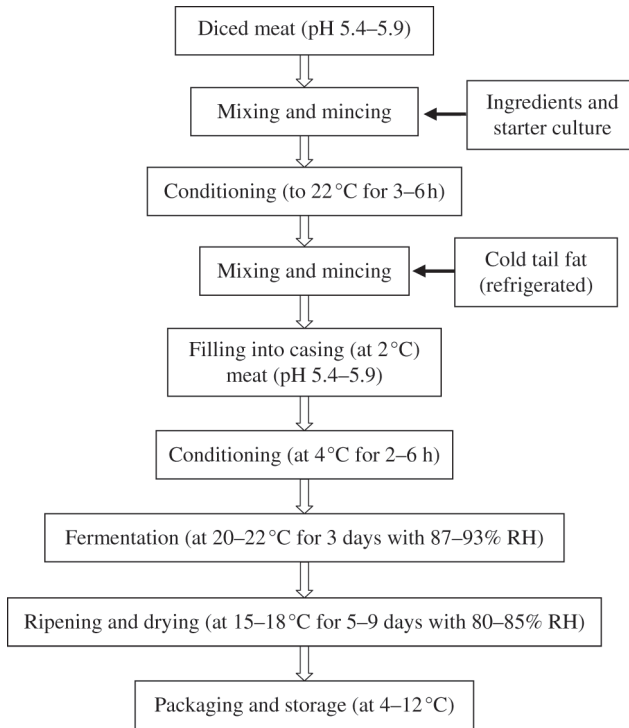 Diced meat (pH 5.4–5.9)
Mixing and mincing
Ingredients and
starter culture
Conditioning (to 22 °C for 3–6 h)
Mixing and mincing
Cold tail fat
(refrigerated)
Filling into casing (at 2 °C)
meat (pH 5.4–5.9)
Conditioning (at 4 °C for 2–6 h)
Fermentation (at 20–22 °C for 3 days with 87–93% RH)
Ripening and drying (at 15–18 °C for 5–9 days with 80–85% RH)
Packaging and storage (at 4–12 °C)